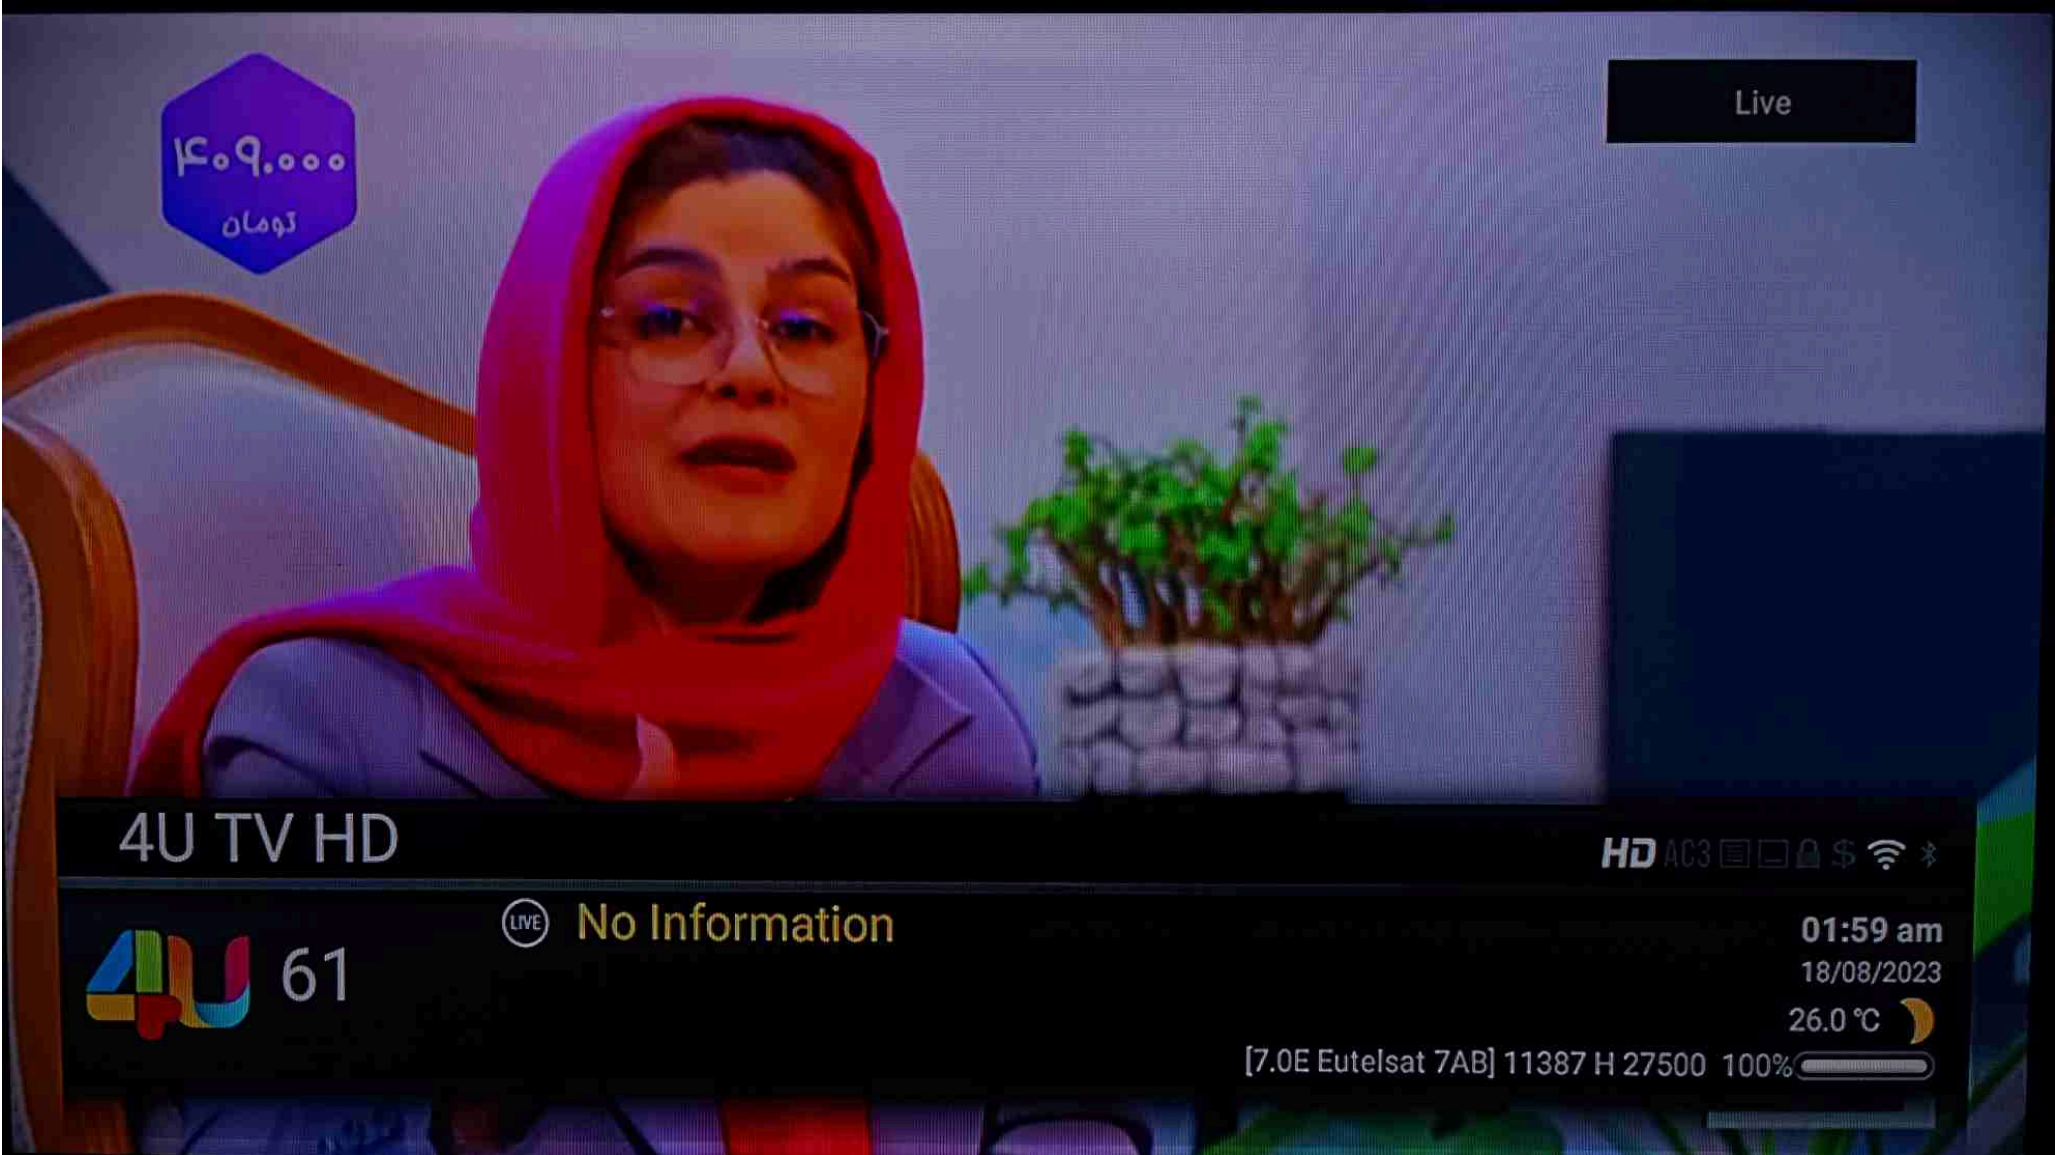 ۴۰۹.۰۰۰
تومان
Live
4U TV HD
HD AC3 $
4U 61
LIVE No Information
01:59 am
18/08/2023
26.0 °C
[7.0E Eutelsat 7AB] 11387 H 27500 100%